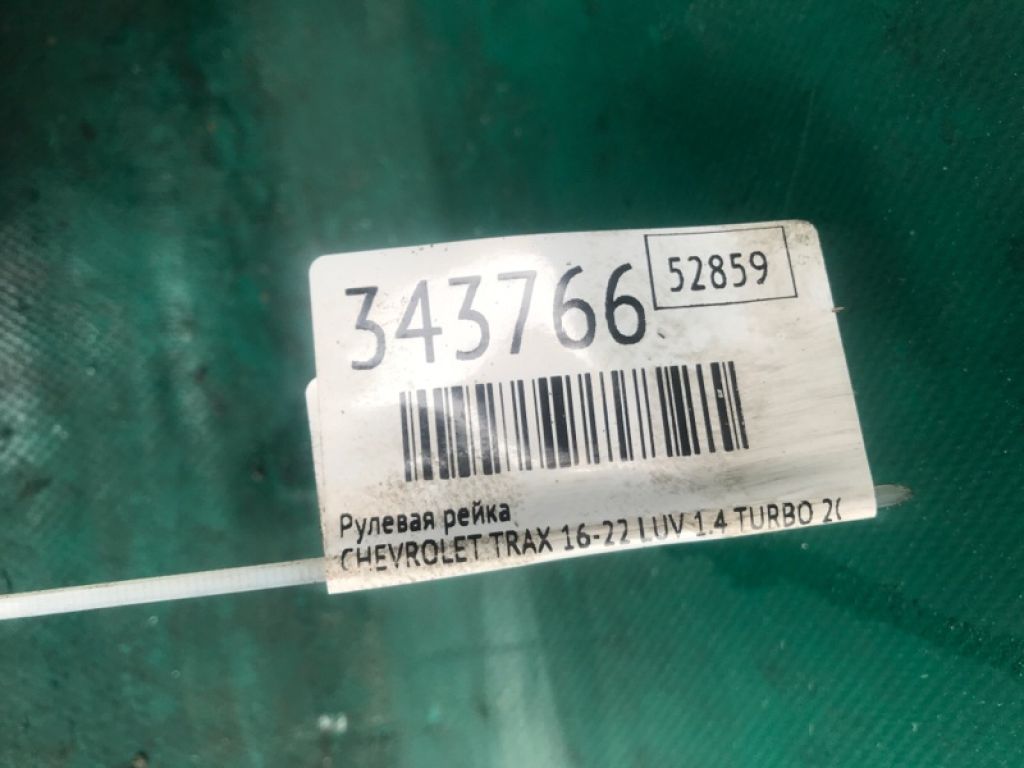 343766
52859
Рулевая рейка
CHEVROLET TRAX 16-22 LUV 1.4 TURBO